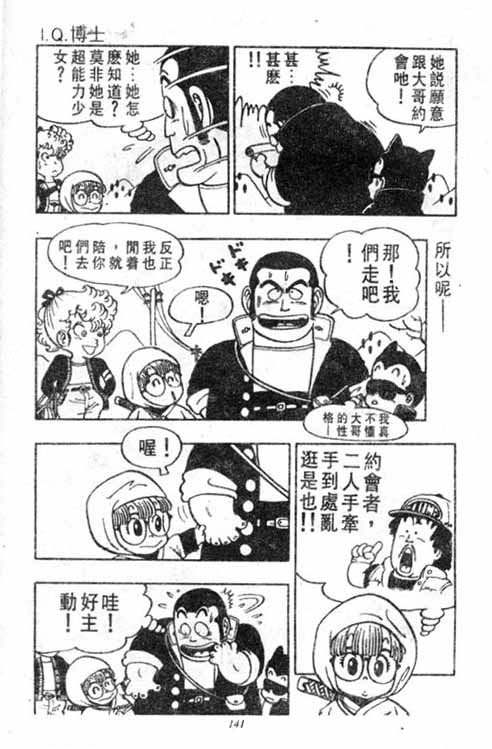 I.Q.博士
她說願意
跟大哥約
會吔!
甚…
甚麽
!!
她…她怎
麽知道?
莫非她是
超能力少
女?
所以呢—
那!我
們走吧
!
ドキ
ドキ
嗯!
反正
我也
閒着
,就
陪你
們去
吧!
我真
不懂
大哥
的性
格—
約會者,
二人手牽
手到處亂
逛是也!!
喔!
哇!
好主
動!
141